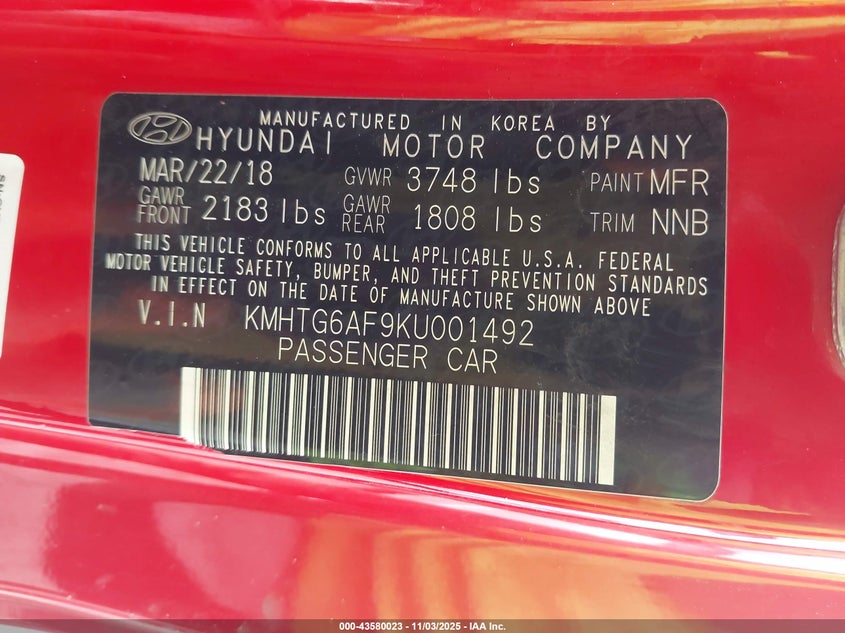 MANUFACTURED IN KOREA BY
HYUNDAI MOTOR COMPANY
MAR/22/18 GVWR 3748 lbs PAINT MFR
GAWR FRONT 2183 lbs GAWR REAR 1808 lbs TRIM NNB
THIS VEHICLE CONFORMS TO ALL APPLICABLE U.S.A. FEDERAL
MOTOR VEHICLE SAFETY, BUMPER, AND THEFT PREVENTION STANDARDS
IN EFFECT ON THE DATE OF MANUFACTURE SHOWN ABOVE
V.I.N KMHTG6AF9KU001492
PASSENGER CAR
000-43580023 - 11/03/2025 - IAA Inc.